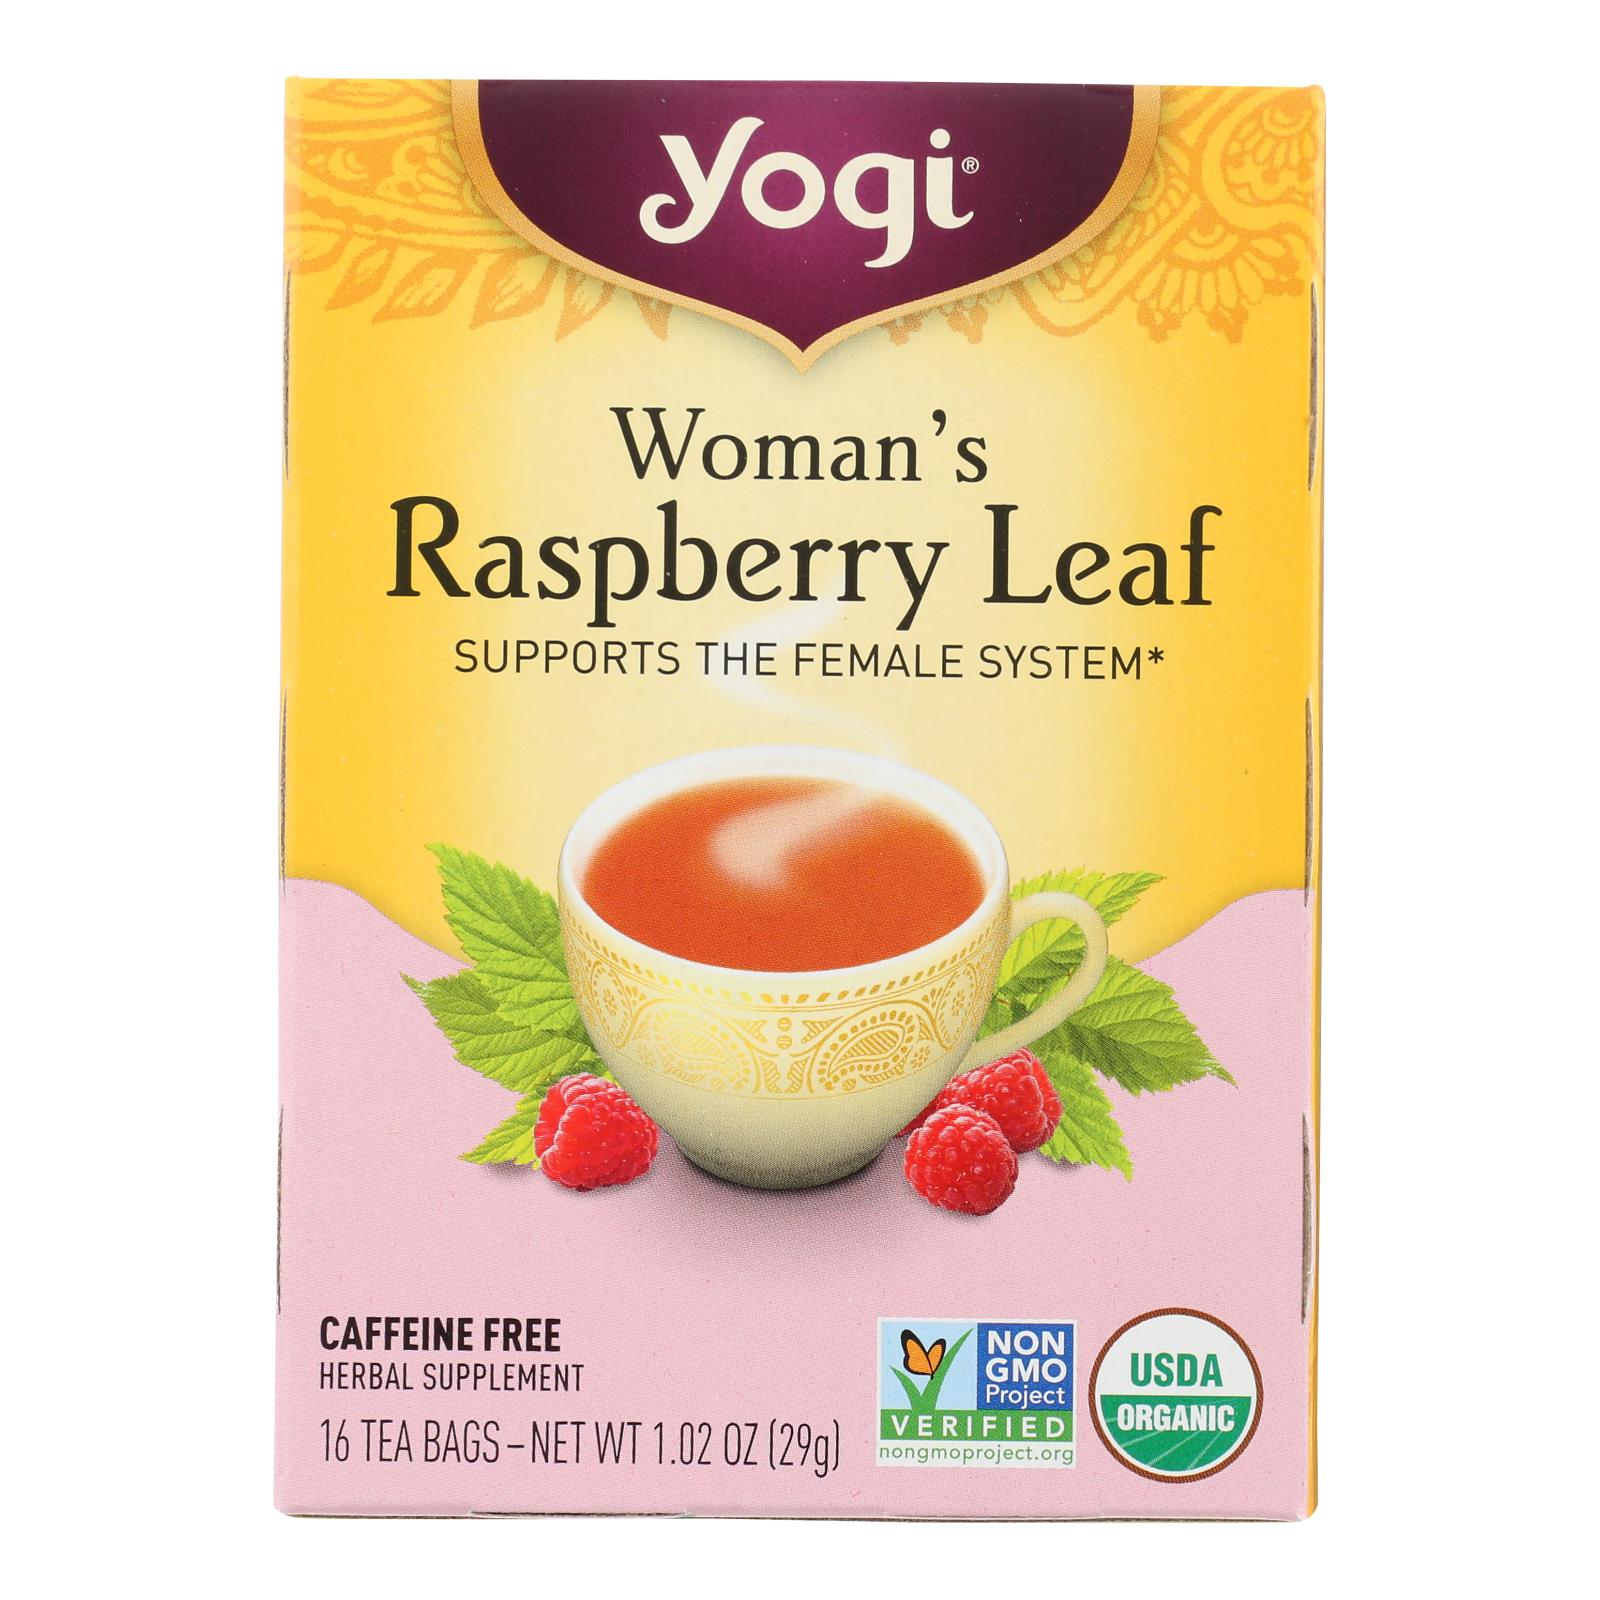 yogi®
Woman's
Raspberry Leaf
SUPPORTS THE FEMALE SYSTEM*
CAFFEINE FREE
HERBAL SUPPLEMENT
16 TEA BAGS – NET WT 1.02 OZ (29g)
NON
GMO
Project
VERIFIED
nongmoproject.org
USDA
ORGANIC